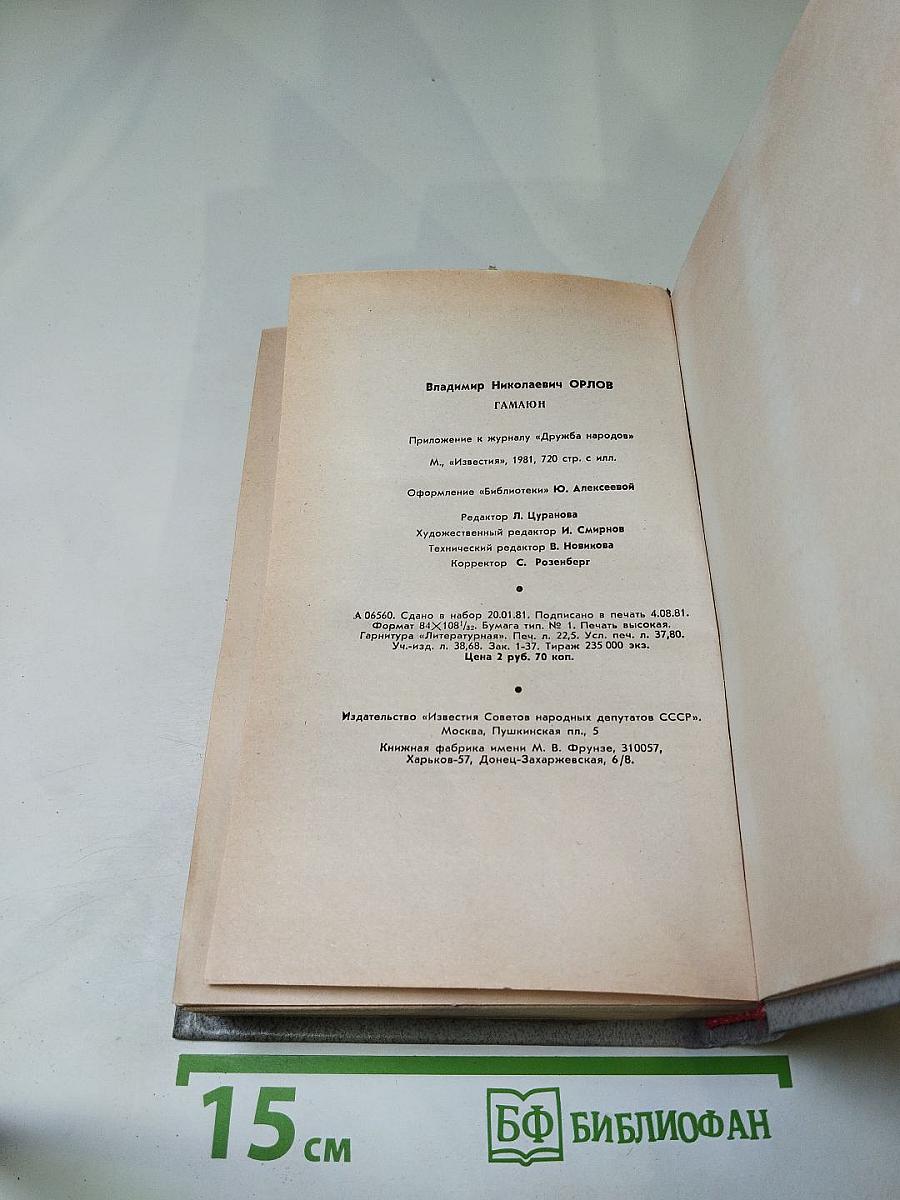 Владимир Николаевич ОРЛОВ
ГАМАЮН
Приложение к журналу «Дружба народов»
М., «Известия», 1981, 720 стр. с илл.
Оформление «Библиотеки» Ю. Алексеевой
Редактор Л. Цуранова
Художественный редактор И. Смирнов
Технический редактор В. Новикова
Корректор С. Розенберг
А 06560. Сдано в набор 20.01.81. Подписано в печать 4.08.81.
Формат 84×108¹/₃₂. Бумага тип. № 1. Печать высокая.
Гарнитура «Литературная». Печ. л. 22,5. Усл. печ. л. 37,80.
Уч.-изд. л. 38,68. Зак. 1-37. Тираж 235 000 экз.
Цена 2 руб. 70 коп.
Издательство «Известия Советов народных депутатов СССР».
Москва, Пушкинская пл., 5
Книжная фабрика имени М. В. Фрунзе, 310057,
Харьков-57, Донец-Захаржевская, 6/8.
15 см
БФ БИБЛИОФАН